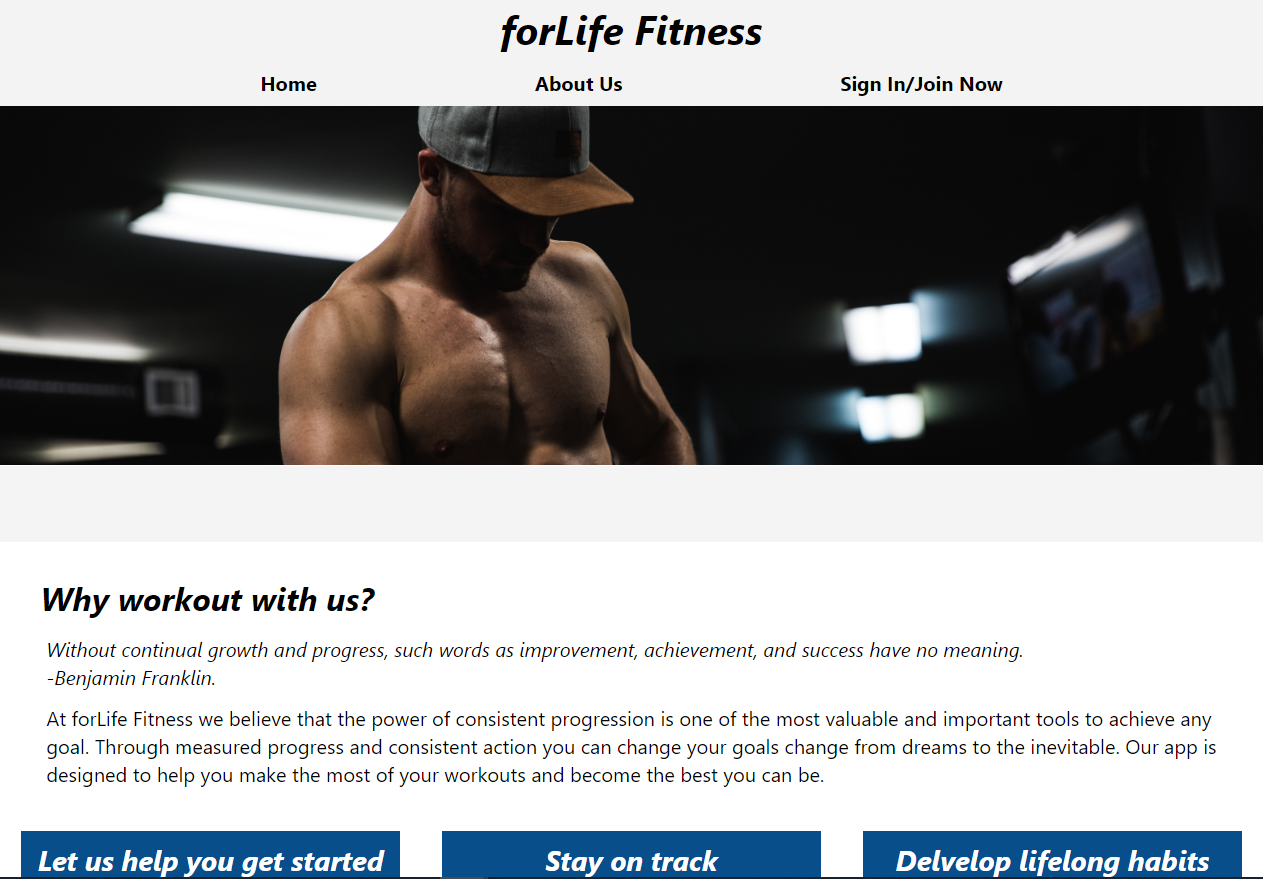 forLife Fitness
Home About Us Sign In/Join Now
Why workout with us?
Without continual growth and progress, such words as improvement, achievement, and success have no meaning.
-Benjamin Franklin.
At forLife Fitness we believe that the power of consistent progression is one of the most valuable and important tools to achieve any
goal. Through measured progress and consistent action you can change your goals change from dreams to the inevitable. Our app is
designed to help you make the most of your workouts and become the best you can be.
Let us help you get started Stay on track Delvelop lifelong habits